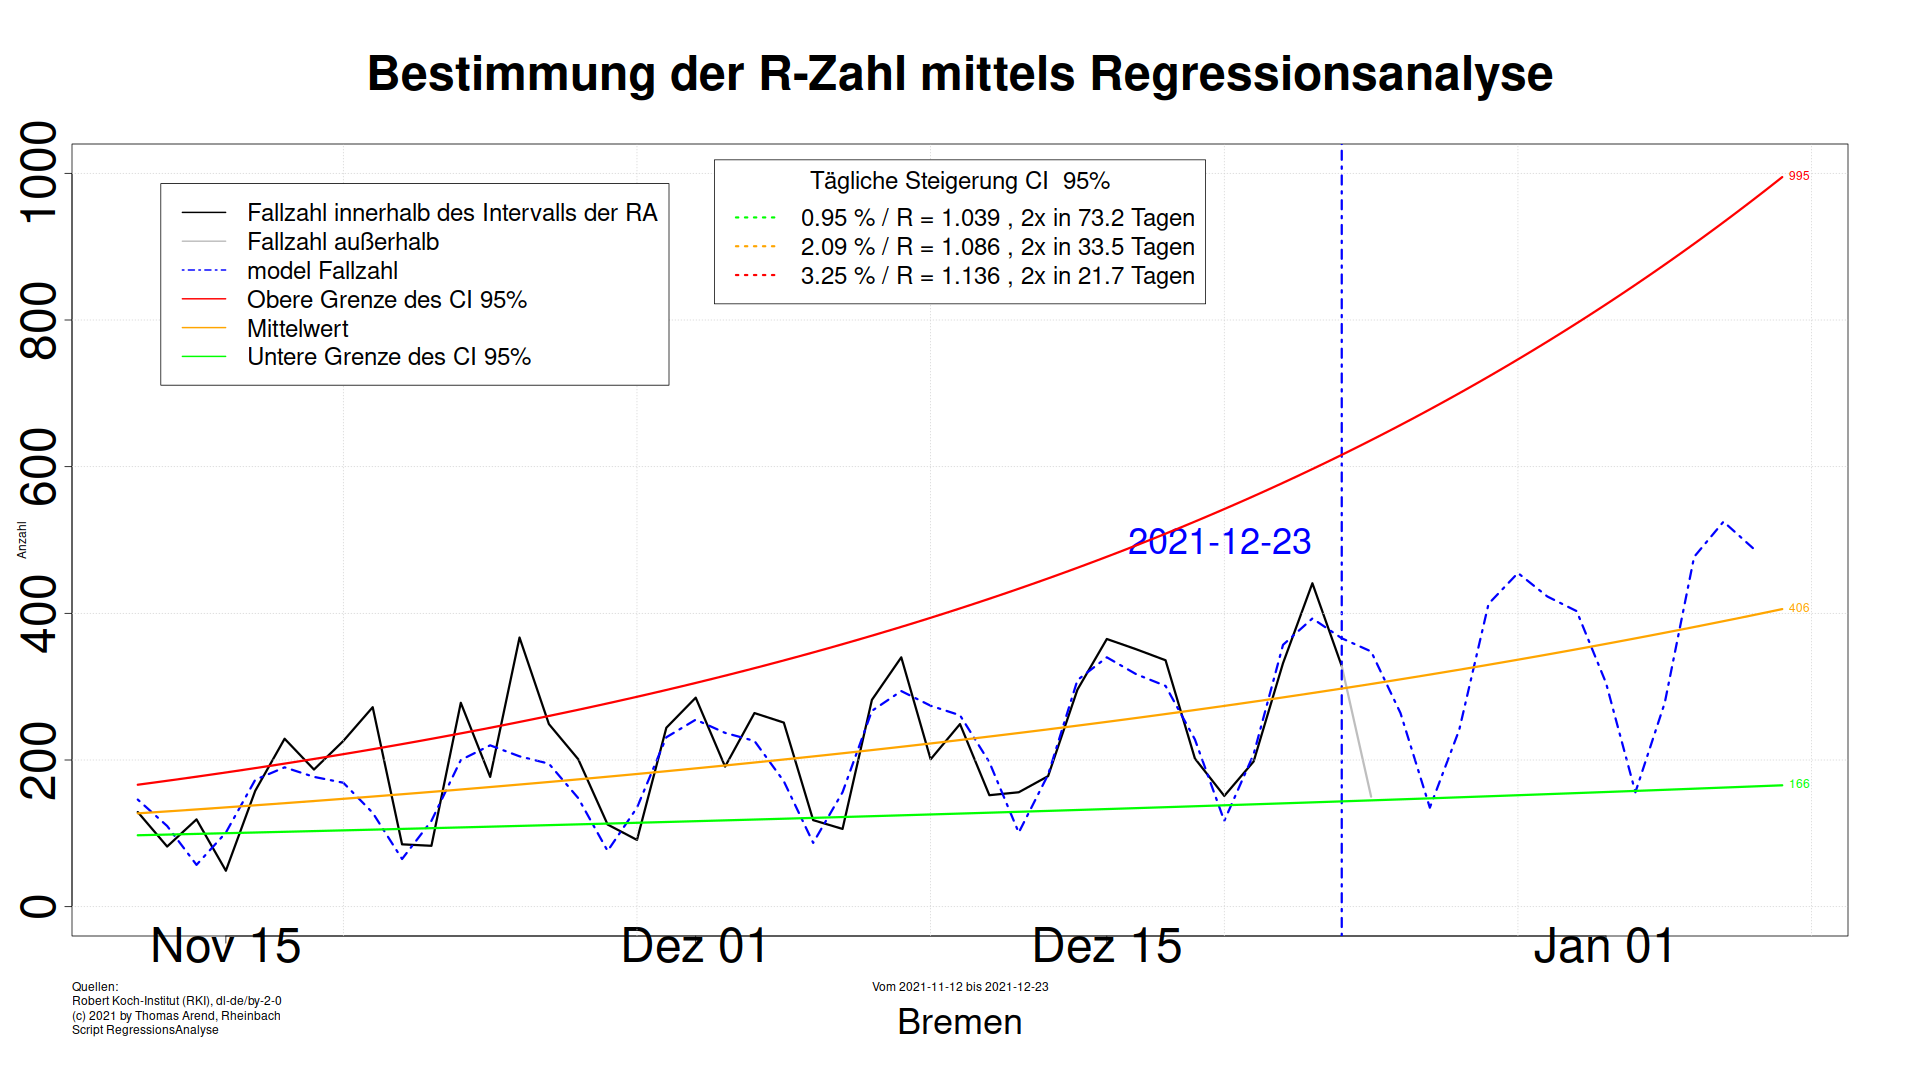 Bestimmung der R-Zahl mittels Regressionsanalyse
1000
800
600
400
200
0
Anzahl
Fallzahl innerhalb des Intervalls der RA
Fallzahl außerhalb
model Fallzahl
Obere Grenze des CI 95%
Mittelwert
Untere Grenze des CI 95%
Tägliche Steigerung CI  95%
0.95 % / R = 1.039 , 2x in 73.2 Tagen
2.09 % / R = 1.086 , 2x in 33.5 Tagen
3.25 % / R = 1.136 , 2x in 21.7 Tagen
995
2021-12-23
406
166
Nov 15 Dez 01 Dez 15 Jan 01
Quellen:
Robert Koch-Institut (RKI), dl-de/by-2-0
(c) 2021 by Thomas Arend, Rheinbach
Script RegressionsAnalyse
Vom 2021-11-12 bis 2021-12-23
Bremen